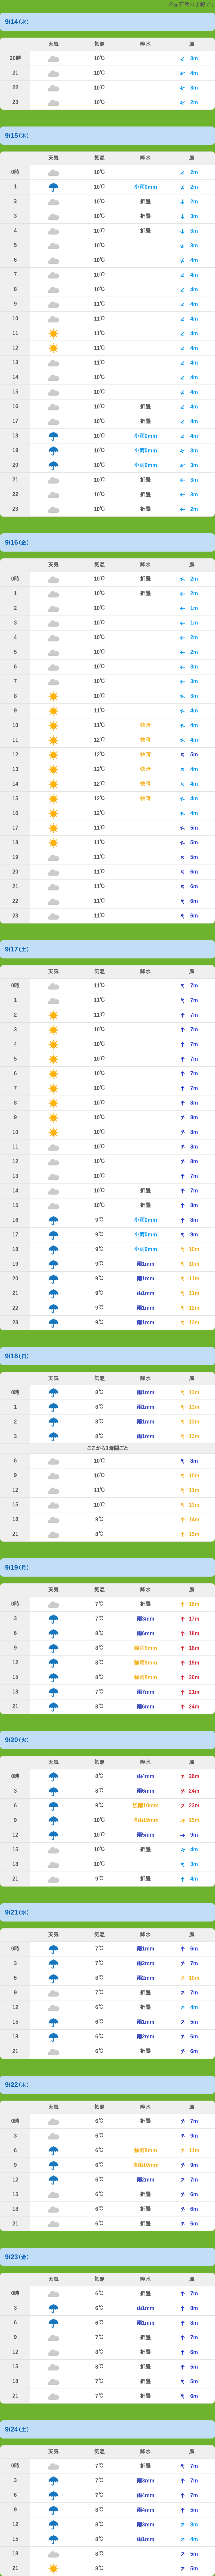 の予報です
9/14(水)
天気 気温 降水 風
20時 10℃ 3m
21 10℃ 4m
22 10℃ 3m
23 10℃ 2m
9/15(木)
天気 気温 降水 風
0時 10℃ 2m
1 10℃ 小雨0mm 2m
2 10℃ 折曇 2m
3 10℃ 折曇 3m
4 10℃ 折曇 3m
5 10℃ 3m
6 10℃ 4m
7 10℃ 4m
8 10℃ 4m
9 11℃ 4m
10 11℃ 4m
11 11℃ 4m
12 11℃ 4m
13 11℃ 4m
14 11℃ 4m
15 11℃ 4m
16 10℃ 折曇 4m
17 10℃ 折曇 4m
18 10℃ 小雨0mm 4m
19 10℃ 小雨0mm 3m
20 10℃ 小雨0mm 3m
21 10℃ 折曇 3m
22 10℃ 折曇 3m
23 10℃ 折曇 2m
9/16(金)
天気 気温 降水 風
0時 10℃ 折曇 2m
1 10℃ 折曇 2m
2 10℃ 1m
3 10℃ 1m
4 10℃ 2m
5 10℃ 2m
6 10℃ 3m
7 10℃ 3m
8 10℃ 3m
9 11℃ 4m
10 11℃ 快晴 4m
11 12℃ 快晴 4m
12 12℃ 快晴 5m
13 12℃ 快晴 4m
14 12℃ 快晴 4m
15 12℃ 快晴 4m
16 12℃ 4m
17 11℃ 5m
18 11℃ 5m
19 11℃ 5m
20 11℃ 6m
21 11℃ 6m
22 11℃ 6m
23 11℃ 6m
9/17(土)
天気 気温 降水 風
0時 11℃ 7m
1 11℃ 7m
2 11℃ 7m
3 10℃ 7m
4 10℃ 7m
5 10℃ 7m
6 10℃ 7m
7 10℃ 7m
8 10℃ 8m
9 10℃ 8m
10 10℃ 8m
11 10℃ 8m
12 10℃ 8m
13 10℃ 7m
14 10℃ 折曇 7m
15 10℃ 折曇 8m
16 9℃ 小雨0mm 8m
17 9℃ 小雨0mm 9m
18 9℃ 小雨0mm 10m
19 9℃ 雨1mm 10m
20 9℃ 雨1mm 11m
21 9℃ 雨1mm 11m
22 9℃ 雨1mm 12m
23 9℃ 雨1mm 12m
9/18(日)
天気 気温 降水 風
0時 8℃ 雨1mm 13m
1 8℃ 雨1mm 13m
2 8℃ 雨1mm 13m
3 8℃ 雨1mm 13m
ここから3時間ごと
6 10℃ 8m
9 10℃ 10m
12 11℃ 11m
15 10℃ 13m
18 9℃ 14m
21 8℃ 15m
9/19(月)
天気 気温 降水 風
0時 7℃ 折曇 16m
3 7℃ 雨3mm 17m
6 8℃ 雨6mm 18m
9 8℃ 強雨9mm 18m
12 8℃ 強雨9mm 19m
15 8℃ 強雨8mm 20m
18 7℃ 雨7mm 21m
21 8℃ 雨6mm 24m
9/20(火)
天気 気温 降水 風
0時 8℃ 雨4mm 26m
3 8℃ 雨6mm 24m
6 9℃ 強雨10mm 23m
9 10℃ 強雨19mm 15m
12 10℃ 雨5mm 9m
15 10℃ 折曇 4m
18 10℃ 3m
21 9℃ 折曇 4m
9/21(水)
天気 気温 降水 風
0時 7℃ 雨1mm 6m
3 7℃ 雨2mm 7m
6 8℃ 雨2mm 10m
9 7℃ 折曇 7m
12 6℃ 折曇 4m
15 6℃ 雨1mm 5m
18 6℃ 雨2mm 6m
21 6℃ 折曇 6m
9/22(木)
天気 気温 降水 風
0時 6℃ 折曇 7m
3 6℃ 9m
6 6℃ 強雨8mm 11m
9 6℃ 強雨10mm 9m
12 6℃ 雨2mm 7m
15 6℃ 折曇 6m
18 6℃ 折曇 6m
21 6℃ 折曇 6m
9/23(金)
天気 気温 降水 風
0時 6℃ 折曇 7m
3 6℃ 雨1mm 8m
6 6℃ 雨1mm 8m
9 7℃ 折曇 7m
12 8℃ 折曇 6m
15 8℃ 折曇 5m
18 7℃ 折曇 5m
21 7℃ 折曇 6m
9/24(土)
天気 気温 降水 風
0時 7℃ 折曇 7m
3 7℃ 雨3mm 7m
6 7℃ 雨4mm 7m
9 8℃ 雨4mm 5m
12 8℃ 雨3mm 3m
15 6℃ 雨1mm 4m
18 8℃ 5m
21 8℃ 5m